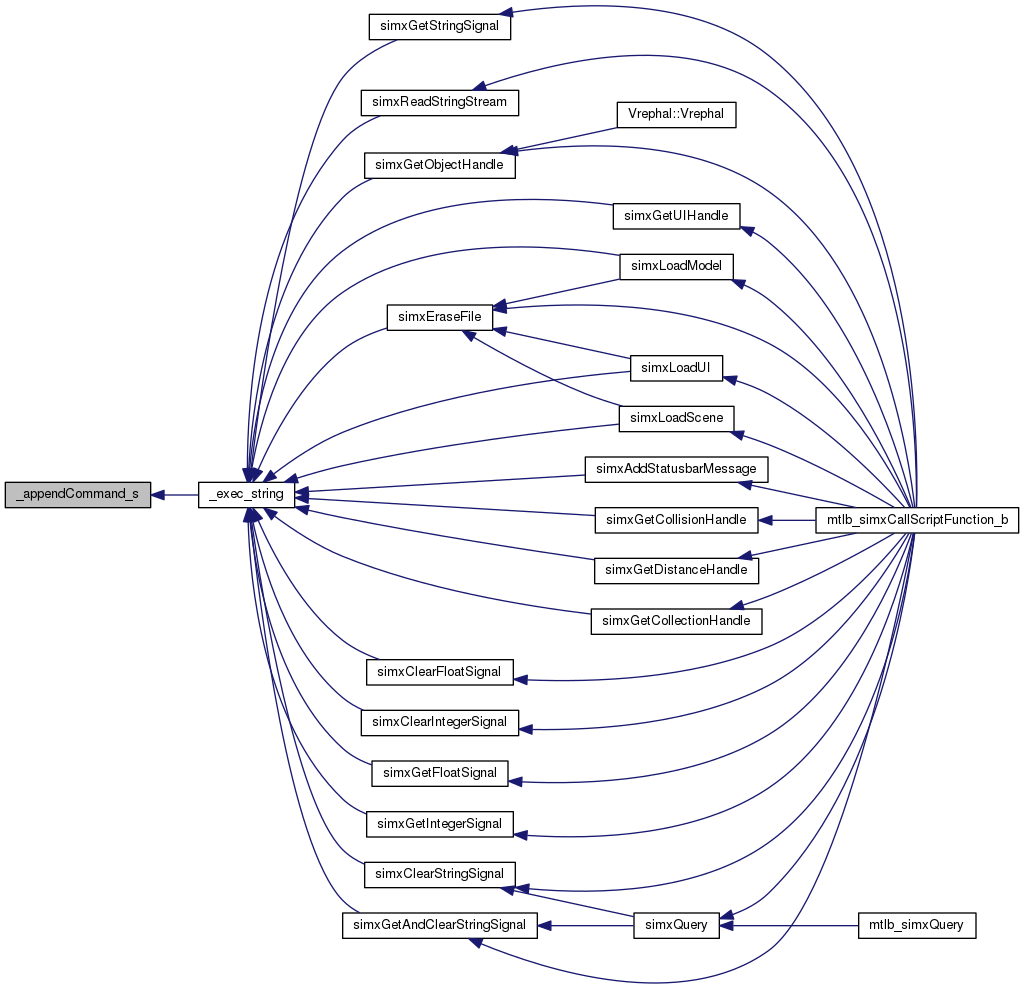 simxGetStringSignal
simxReadStringStream
Vrephal::Vrephal
simxGetObjectHandle
simxGetUIHandle
simxLoadModel
simxEraseFile
simxLoadUI
simxLoadScene
simxAddStatusbarMessage
_appendCommand_s
_exec_string
simxGetCollisionHandle
mtlb_simxCallScriptFunction_b
simxGetDistanceHandle
simxGetCollectionHandle
simxClearFloatSignal
simxClearIntegerSignal
simxGetFloatSignal
simxGetIntegerSignal
simxClearStringSignal
simxGetAndClearStringSignal
simxQuery
mtlb_simxQuery